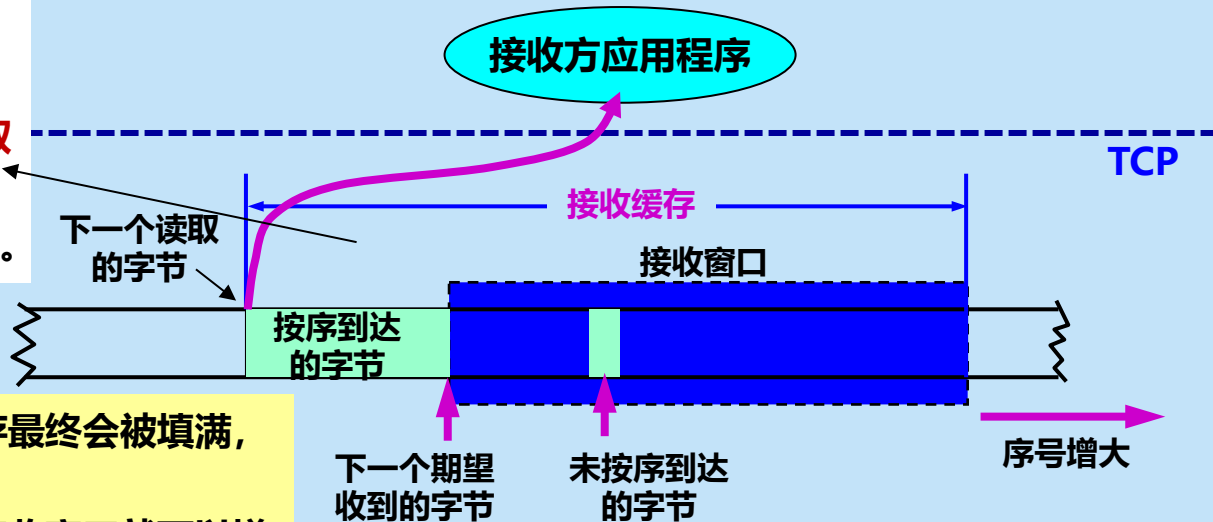 接收方应用程序
TCP
接收缓存
下一个读取
的字节
。
接收窗口
按序到达
的字节
序最终会被填满，
下一个期望
收到的字节
未按序到达
的字节
序号增大